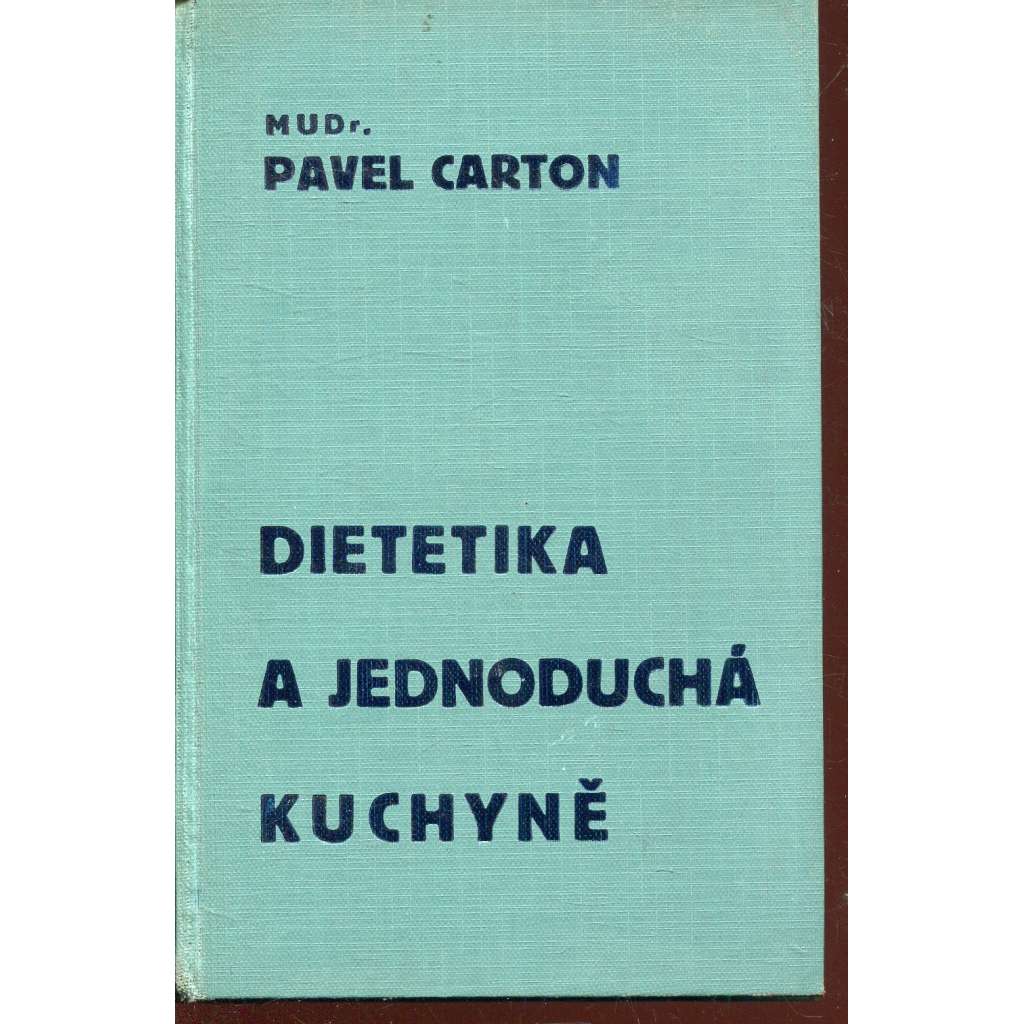 MUDr.
PAVEL CARTON
DIETETIKA
A JEDNODUCHÁ
KUCHYNĚ